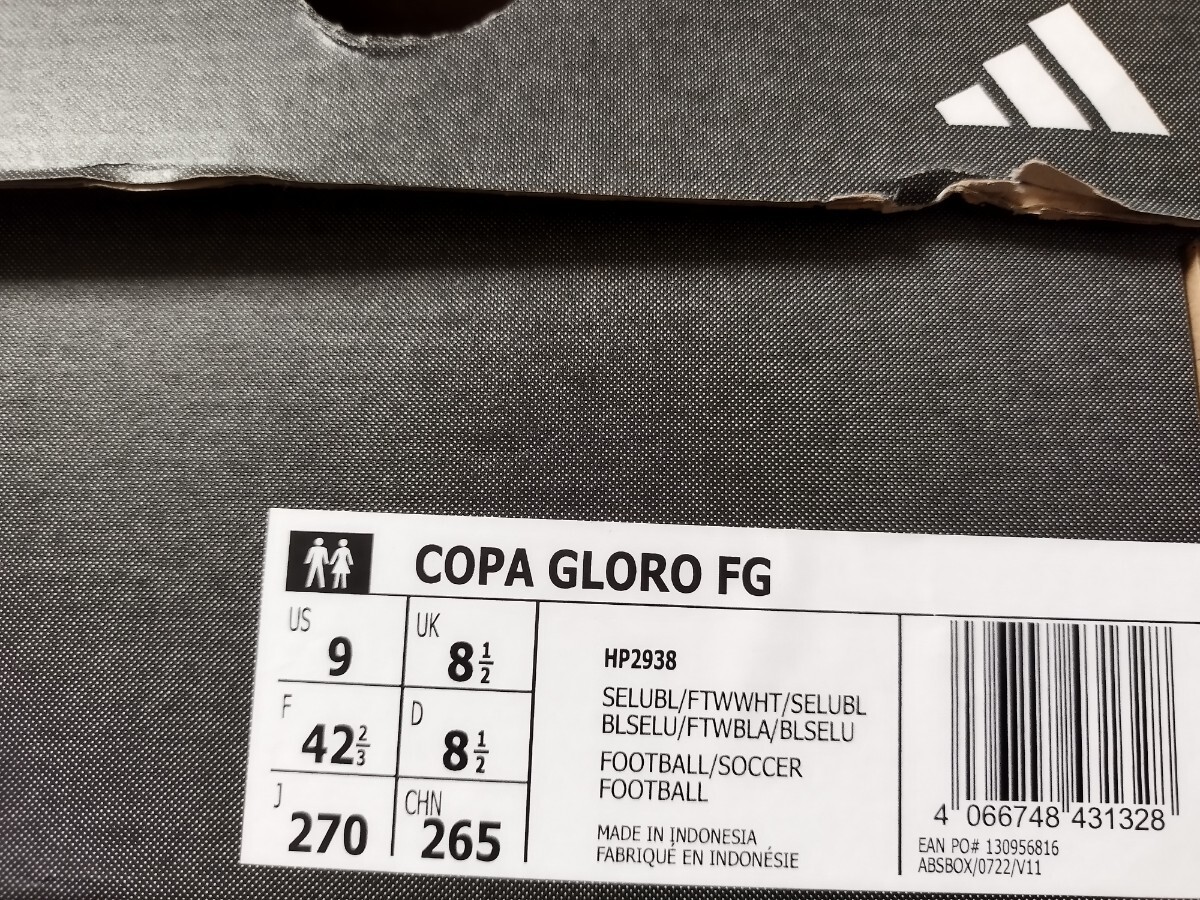 COPA GLORO FG
US 9
UK 8 1/2
F 42 2/3
D 8 1/2
J 270
CHN 265
HP2938
SELUBL/FTWWHT/SELUBL
BLSELU/FTWBLA/BLSELU
FOOTBALL/SOCCER
FOOTBALL
MADE IN INDONESIA
FABRIQUÉ EN INDONÉSIE
4 066748 431328
EAN PO# 130956816
ABSBOX/0722/V11